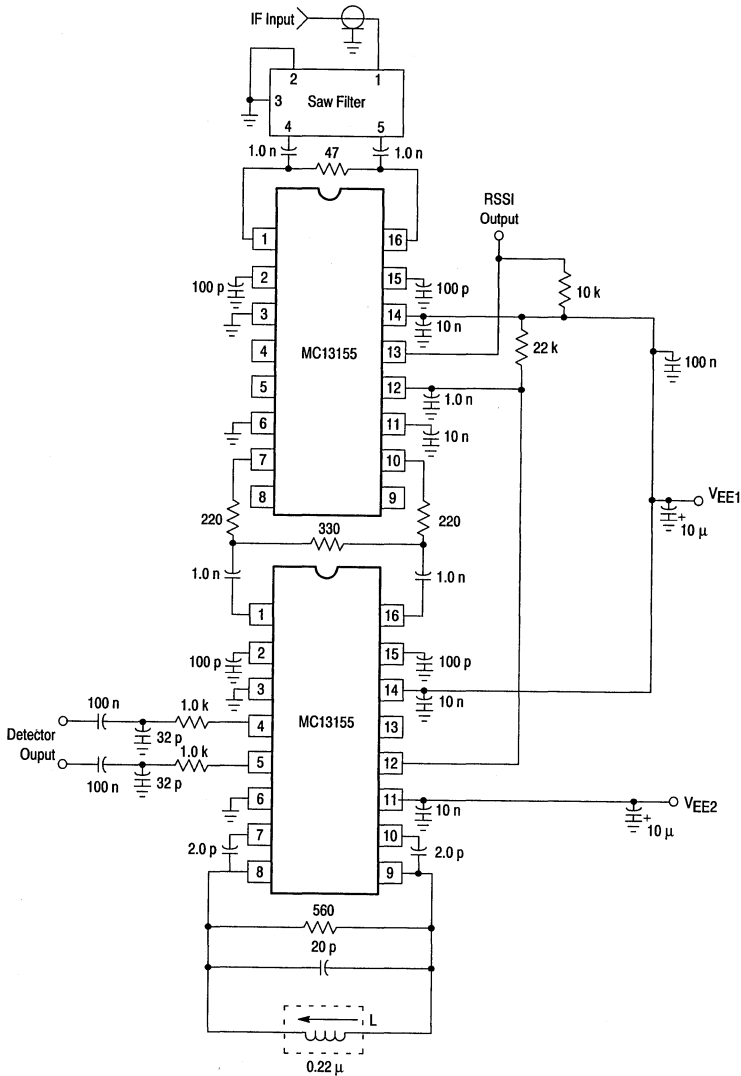 IF Input
2
1
3
Saw Filter
4
5
1.0 n
47
1.0 n
RSSI
Output
1
16
100 p
2
15
100 p
10 k
3
14
10 n
4
MC13155
13
22 k
100 n
5
12
1.0 n
6
11
10 n
7
10
8
9
VEE1
+
10 µ
220
330
220
1.0 n
1.0 n
1
16
100 p
2
15
100 p
3
14
10 n
100 n
1.0 k
4
MC13155
13
Detector
Ouput
32 p
1.0 k
5
12
100 n
32 p
6
11
10 n
VEE2
+
10 µ
7
10
2.0 p
2.0 p
8
9
560
20 p
L
0.22 µ